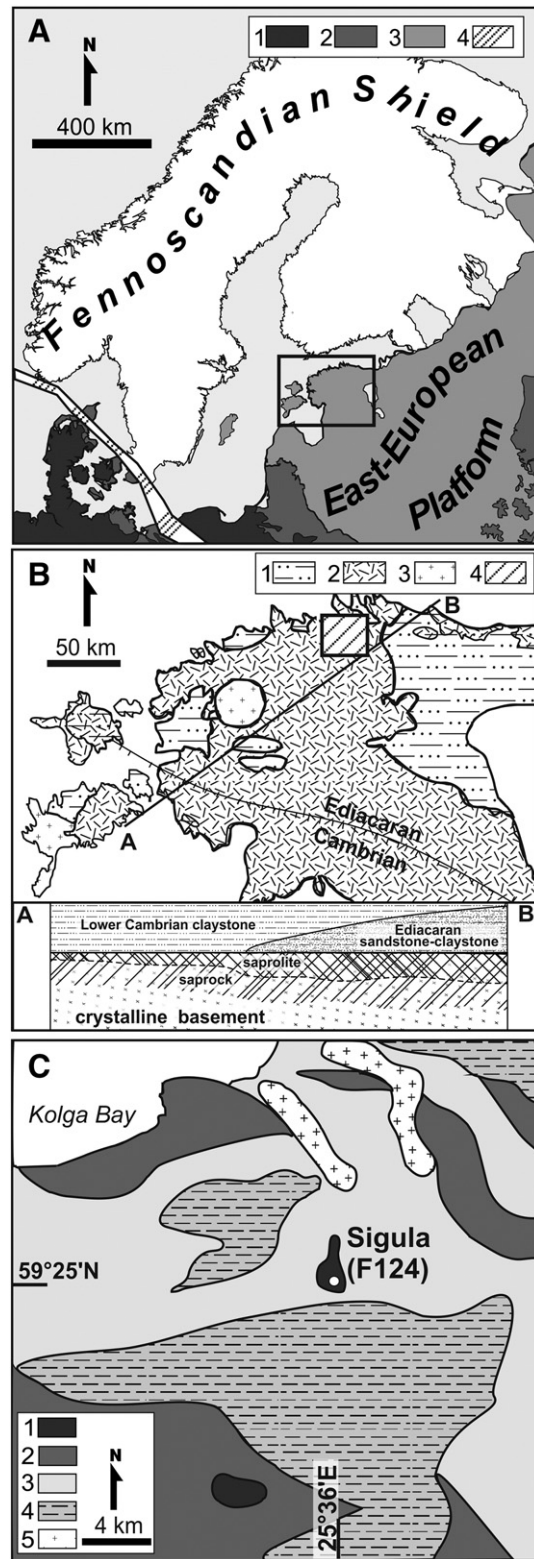 A
N
400 km
1 2 3 4
Fennoscandian Shield
East-European
Platform
B
N
50 km
1 2 3 4
B
A
Ediacaran
Cambrian
A
B
Lower Cambrian claystone
Ediacaran
sandstone-claystone
saprolite
saprock
crystalline basement
C
Kolga Bay
Sigula
(F124)
59°25'N
1
2
3
4
5
N
4 km
25°36'E